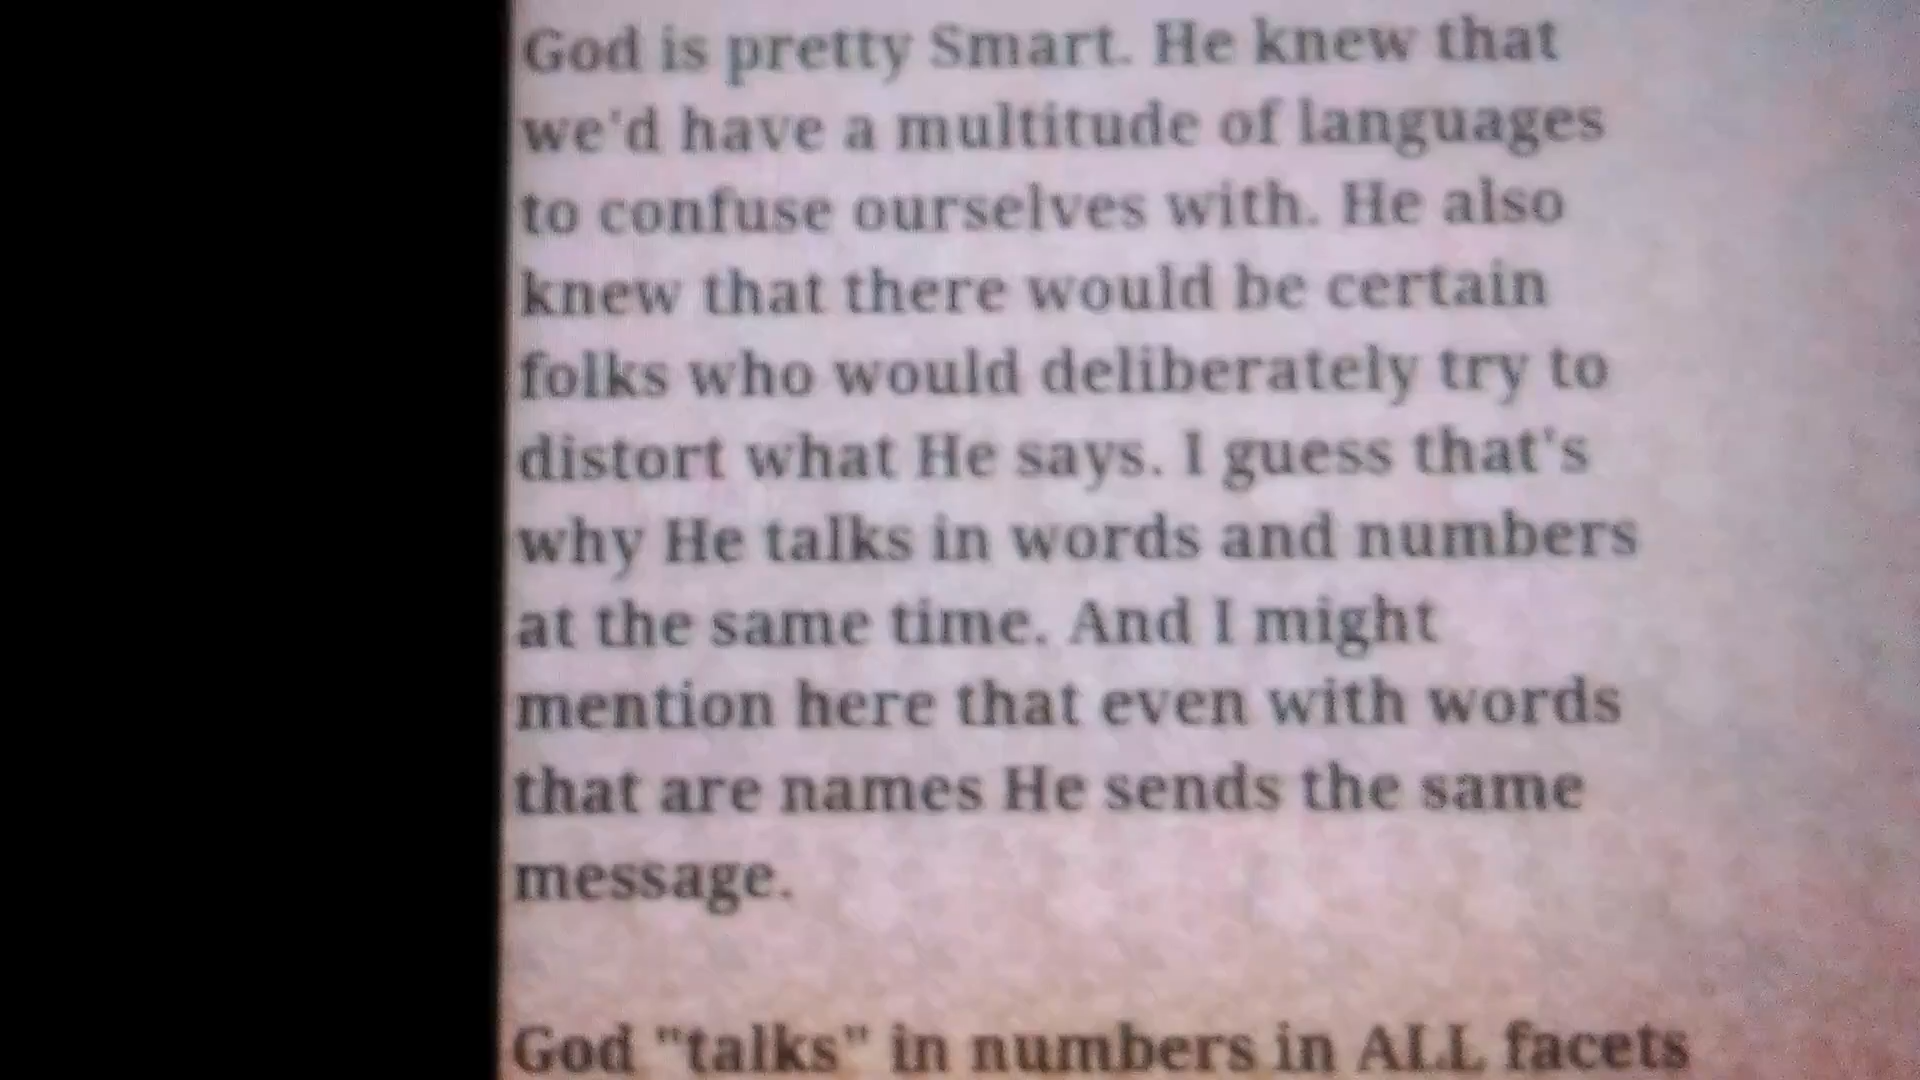 God is pretty Smart. He knew that
we'd have a multitude of languages
to confuse ourselves with. He also
knew that there would be certain
folks who would deliberately try to
distort what He says. I guess that's
why He talks in words and numbers
at the same time. And I might
mention here that even with words
that are names He sends the same
message.
God "talks" in numbers in ALL facets